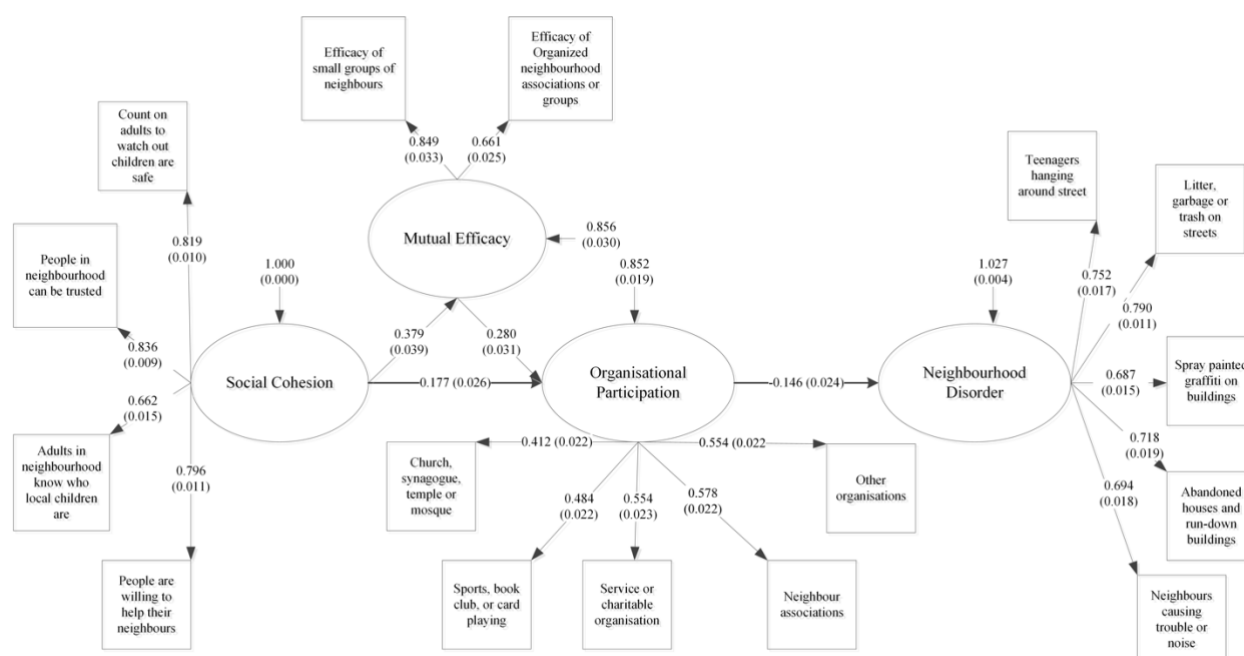 Efficacy of
small groups of
neighbours
Efficacy of
Organized
neighbourhood
associations or
groups
Count on
adults to
watch out
children are
safe
0.849
(0.033)
0.661
(0.025)
Teenagers
hanging
around street
Litter,
garbage or
trash on
streets
People in
neighbourhood
can be trusted
0.819
(0.010)
Mutual Efficacy
0.856
(0.030)
1.000
(0.000)
0.852
(0.019)
1.027
(0.004)
0.752
(0.017)
0.790
(0.011)
0.836
(0.009)
0.379
(0.039)
0.280
(0.031)
Social Cohesion
0.177 (0.026)
Organisational
Participation
-0.146 (0.024)
Neighbourhood
Disorder
0.687
(0.015)
Spray painted
graffiti on
buildings
0.662
(0.015)
Adults in
neighbourhood
know who
local children
are
0.796
(0.011)
0.412 (0.022)
0.554 (0.022
0.718
(0.019)
Church,
synagogue,
temple or
mosque
0.484
(0.022)
0.554
(0.023)
0.578
(0.022)
Other
organisations
0.694
(0.018)
Abandoned
houses and
run-down
buildings
People are
willing to
help their
neighbours
Sports, book
club, or card
playing
Service or
charitable
organisation
Neighbour
associations
Neighbours
causing
trouble or
noise